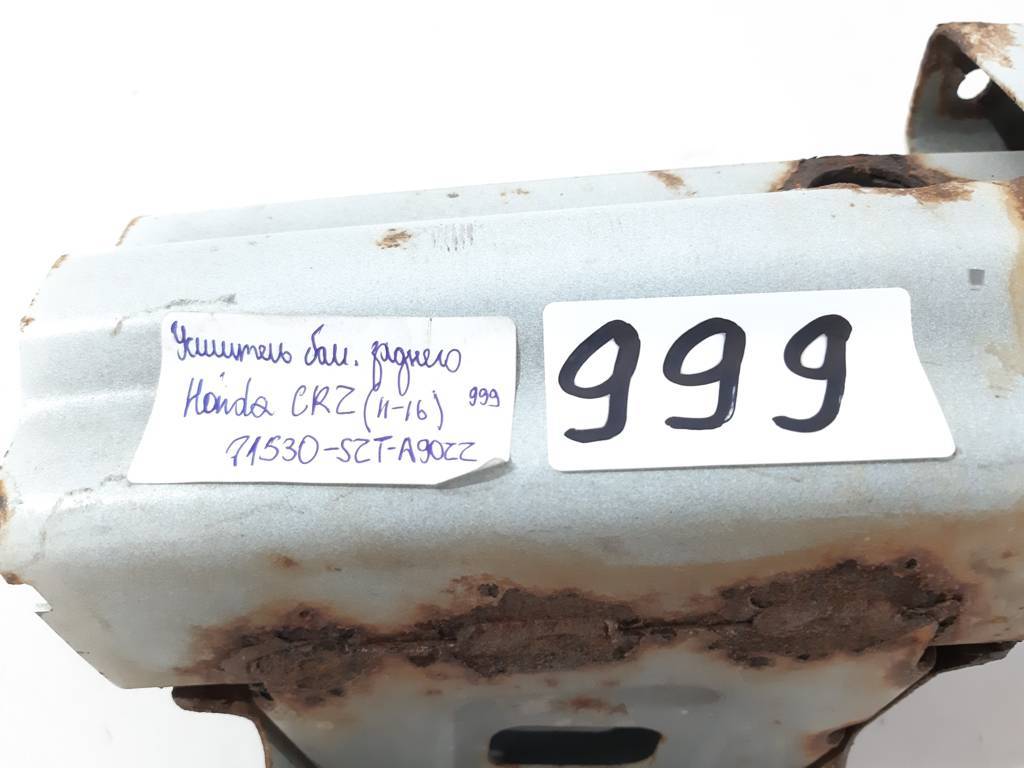 Усилитель бам. заднего
Honda CRZ (11-16) 999
71530-SZT-A90ZZ
999